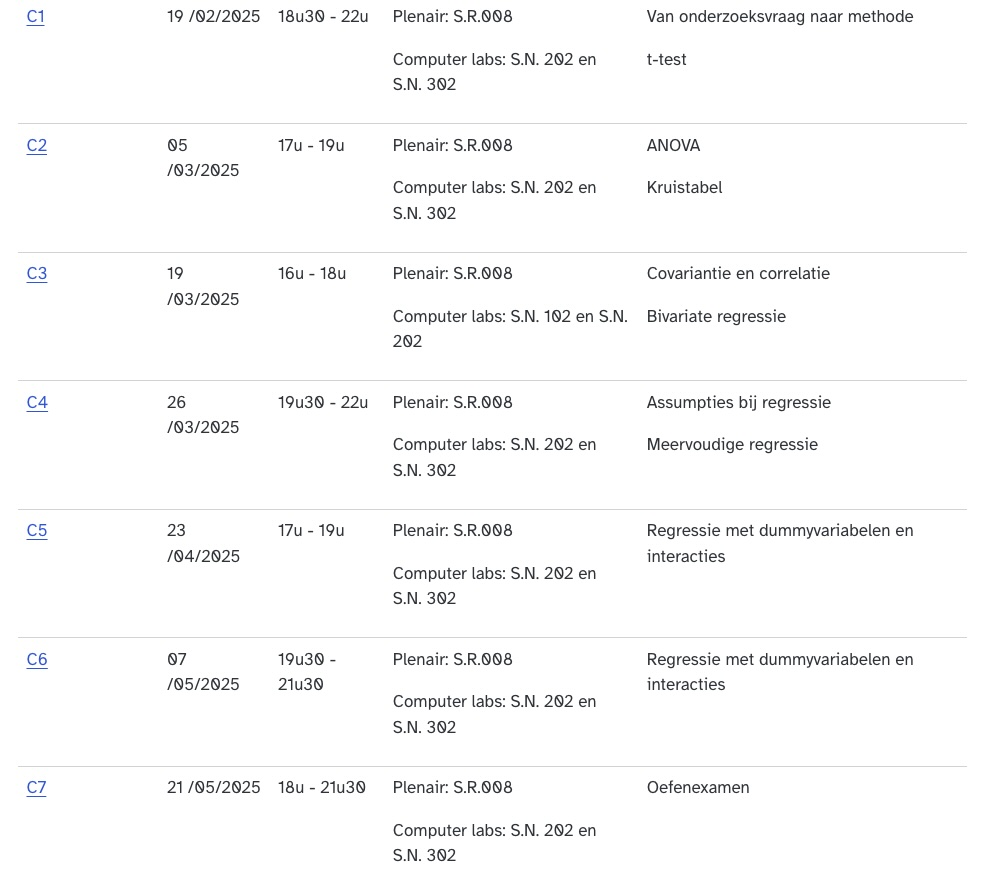 C1 19 /02/2025 18u30 - 22u Plenair: S.R.008 Van onderzoeksvraag naar methode
Computer labs: S.N. 202 en t-test
S.N. 302
C2 05 17u - 19u Plenair: S.R.008 ANOVA
/03/2025
Computer labs: S.N. 202 en Kruistabel
S.N. 302
C3 19 16u - 18u Plenair: S.R.008 Covariantie en correlatie
/03/2025
Computer labs: S.N. 102 en S.N. Bivariate regressie
202
C4 26 19u30 - 22u Plenair: S.R.008 Assumpties bij regressie
/03/2025
Computer labs: S.N. 202 en Meervoudige regressie
S.N. 302
C5 23 17u - 19u Plenair: S.R.008 Regressie met dummyvariabelen en
/04/2025 interacties
Computer labs: S.N. 202 en
S.N. 302
C6 07 19u30 - Plenair: S.R.008 Regressie met dummyvariabelen en
/05/2025 21u30 interacties
Computer labs: S.N. 202 en
S.N. 302
C7 21 /05/2025 18u - 21u30 Plenair: S.R.008 Oefenexamen
Computer labs: S.N. 202 en
S.N. 302